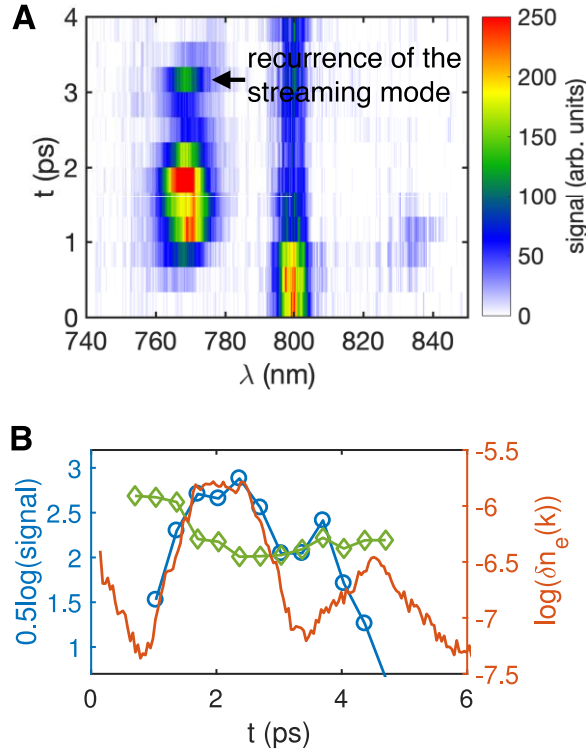 A
recurrence of the
streaming mode
4
3
2
1
0
t (ps)
740 760 780 800 820 840
λ (nm)
250
200
150
100
50
0
signal (arb. units)
B
3
2.5
2
1.5
1
0.5log(signal)
-5.5
-6
-6.5
-7
-7.5
log(δn_e(k))
0 2 4 6
t (ps)